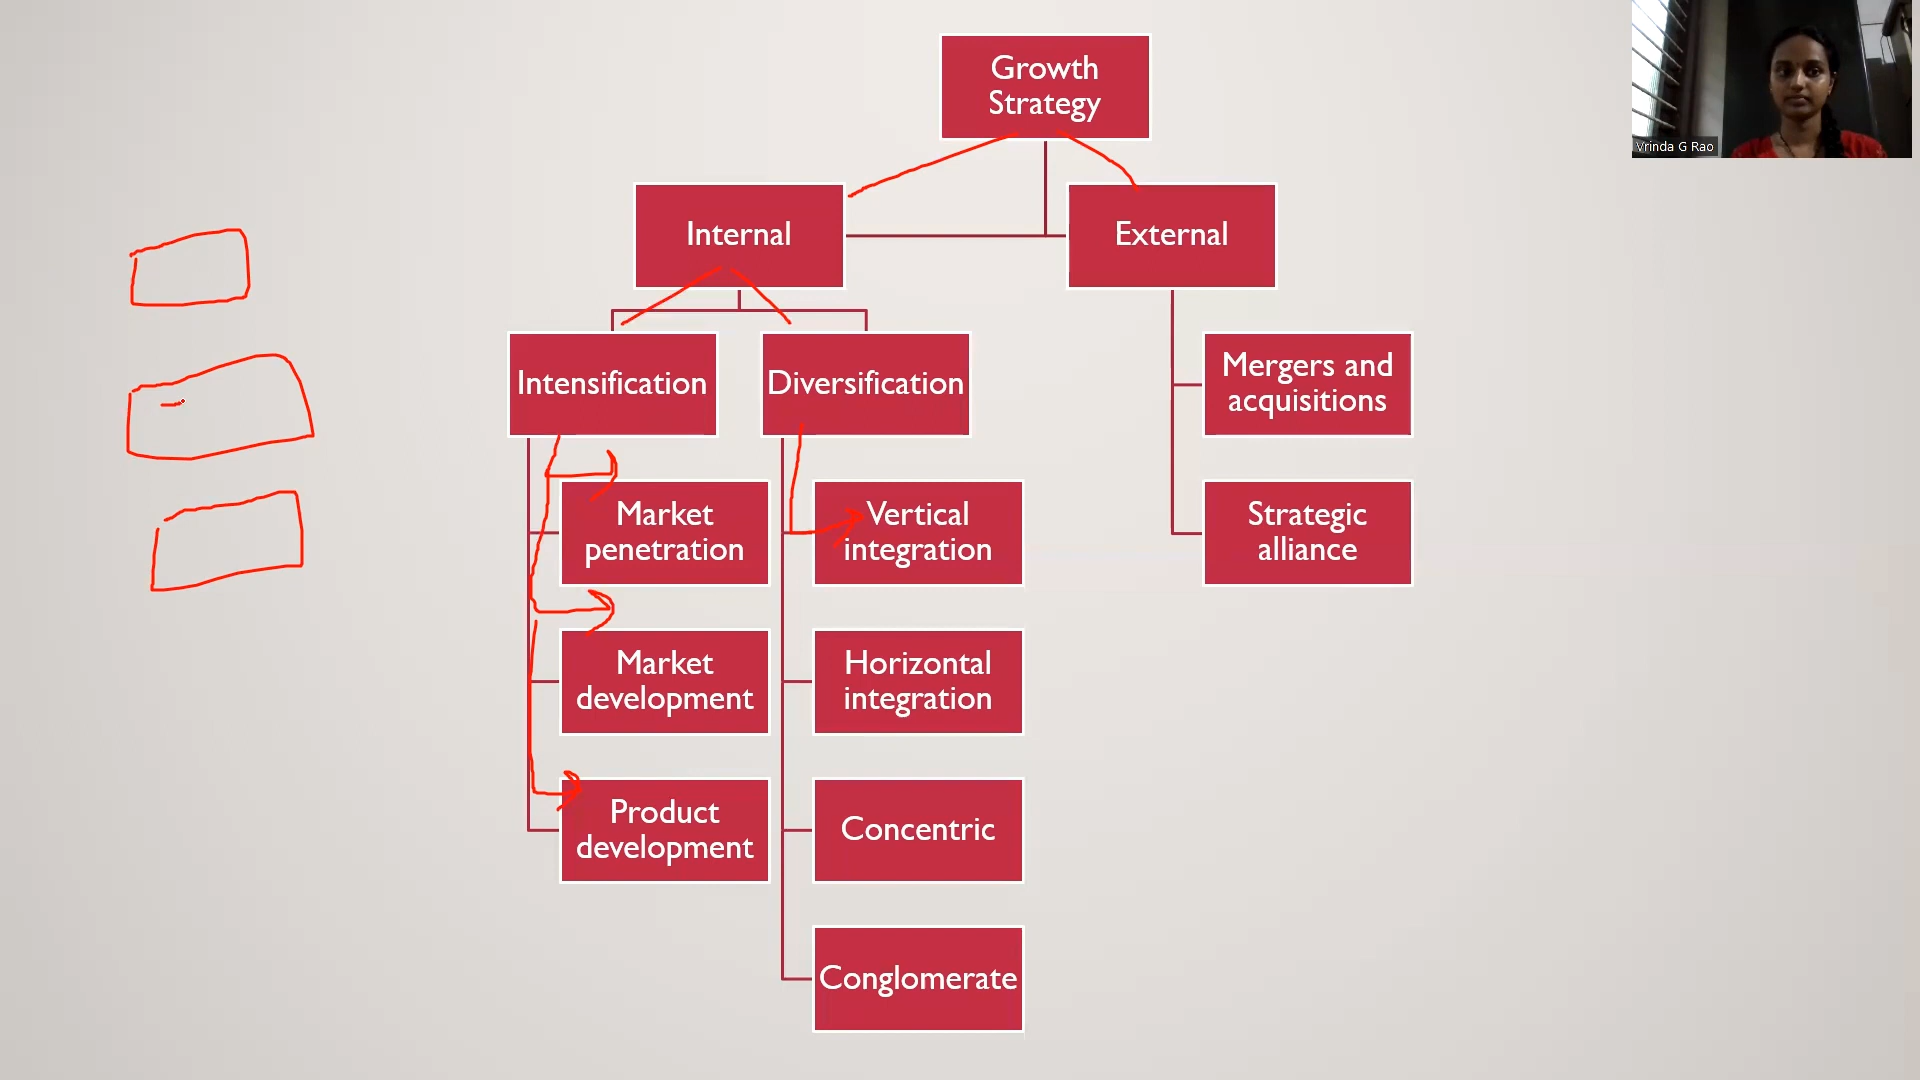 Growth
Strategy
Vrinda G Rao
Internal
External
Intensification
Diversification
Mergers and
acquisitions
Market
penetration
Vertical
integration
Strategic
alliance
Market
development
Horizontal
integration
Product
development
Concentric
Conglomerate